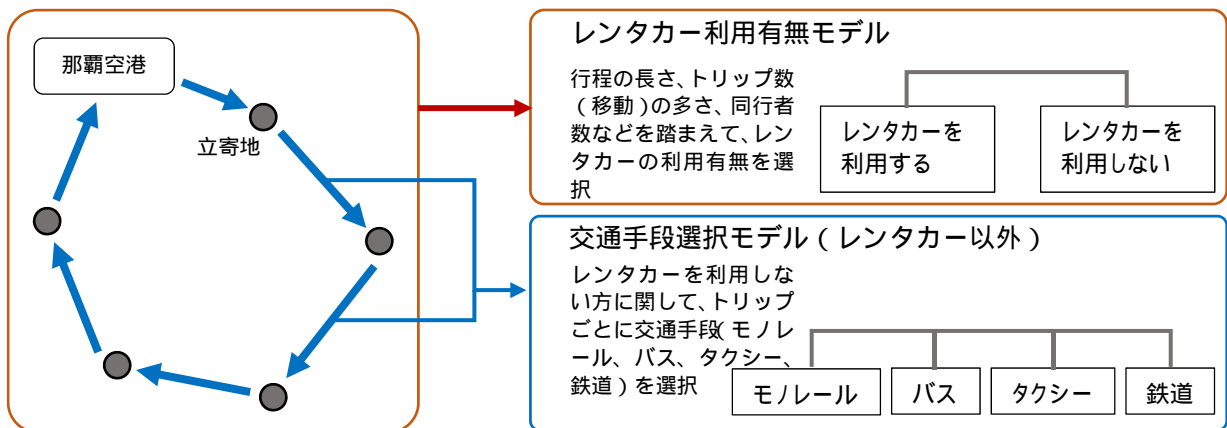 那覇空港
立寄地
レンタカー利用有無モデル
行程の長さ、トリップ数
(移動)の多さ、同行者
数などを踏まえて、レン
タカーの利用有無を選
択
レンタカーを
利用する
レンタカーを
利用しない
交通手段選択モデル(レンタカー以外)
レンタカーを利用しな
い方に関して、トリップ
ごとに交通手段(モノレ
ール、バス、タクシー、
鉄道)を選択
モノレール
バス
タクシー
鉄道